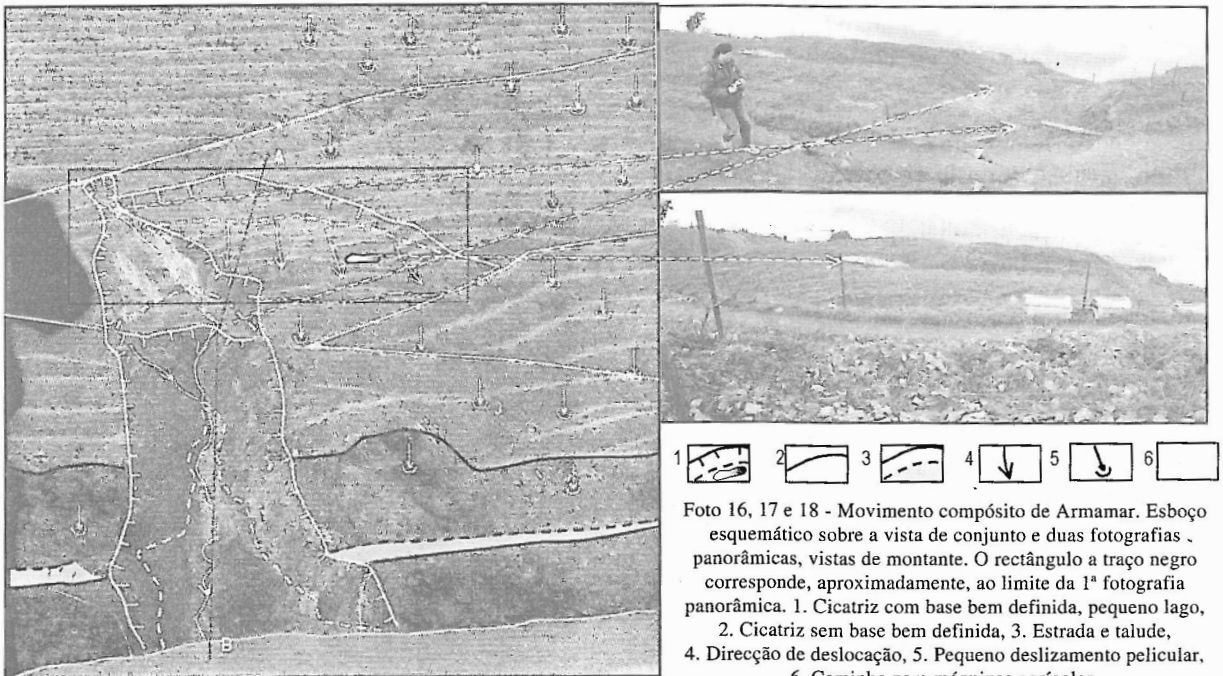 A
B
1 2 3 4 5 6
Foto 16, 17 e 18 - Movimento compósito de Armamar. Esboço
esquemático sobre a vista de conjunto e duas fotografias
panorâmicas, vistas de montante. O rectângulo a traço negro
corresponde, aproximadamente, ao limite da 1ª fotografia
panorâmica. 1. Cicatriz com base bem definida, pequeno lago,
2. Cicatriz sem base bem definida, 3. Estrada e talude,
4. Direcção de deslocação, 5. Pequeno deslizamento pelicular,